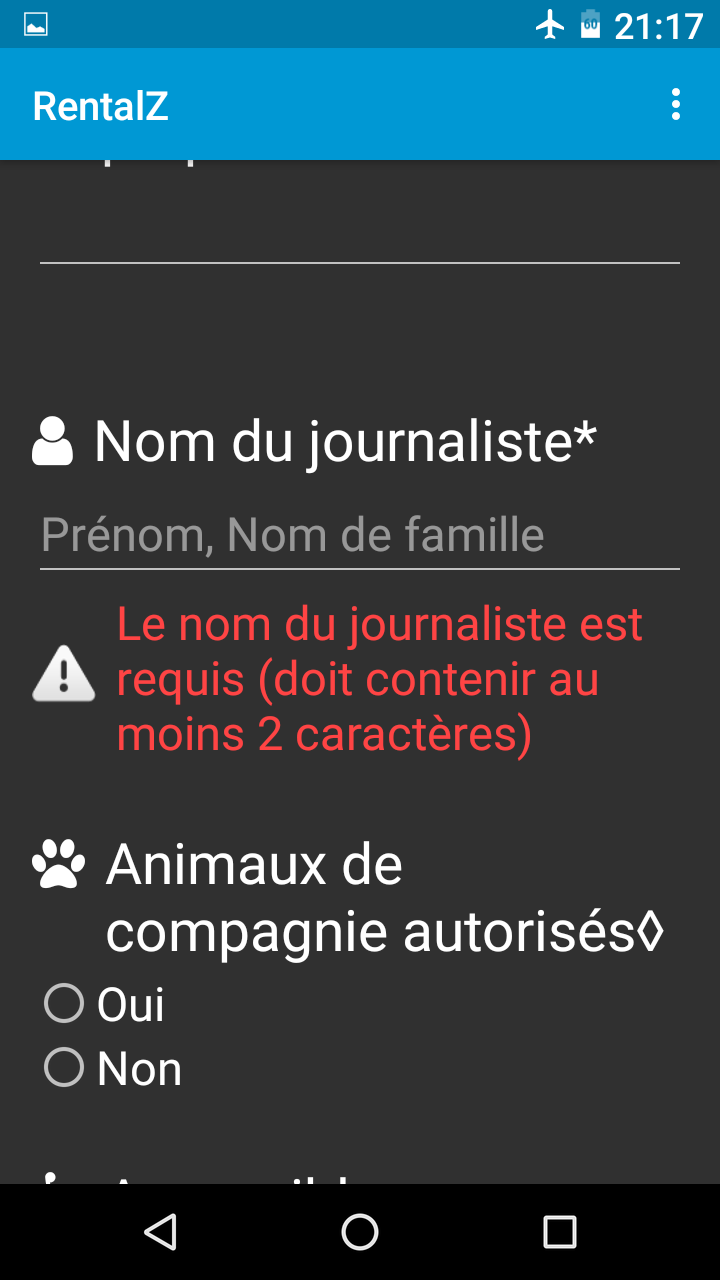 60 21:17
RentalZ
Nom du journaliste*
Prénom, Nom de famille
Le nom du journaliste est
requis (doit contenir au
moins 2 caractères)
Animaux de
compagnie autorisés◊
Oui
Non